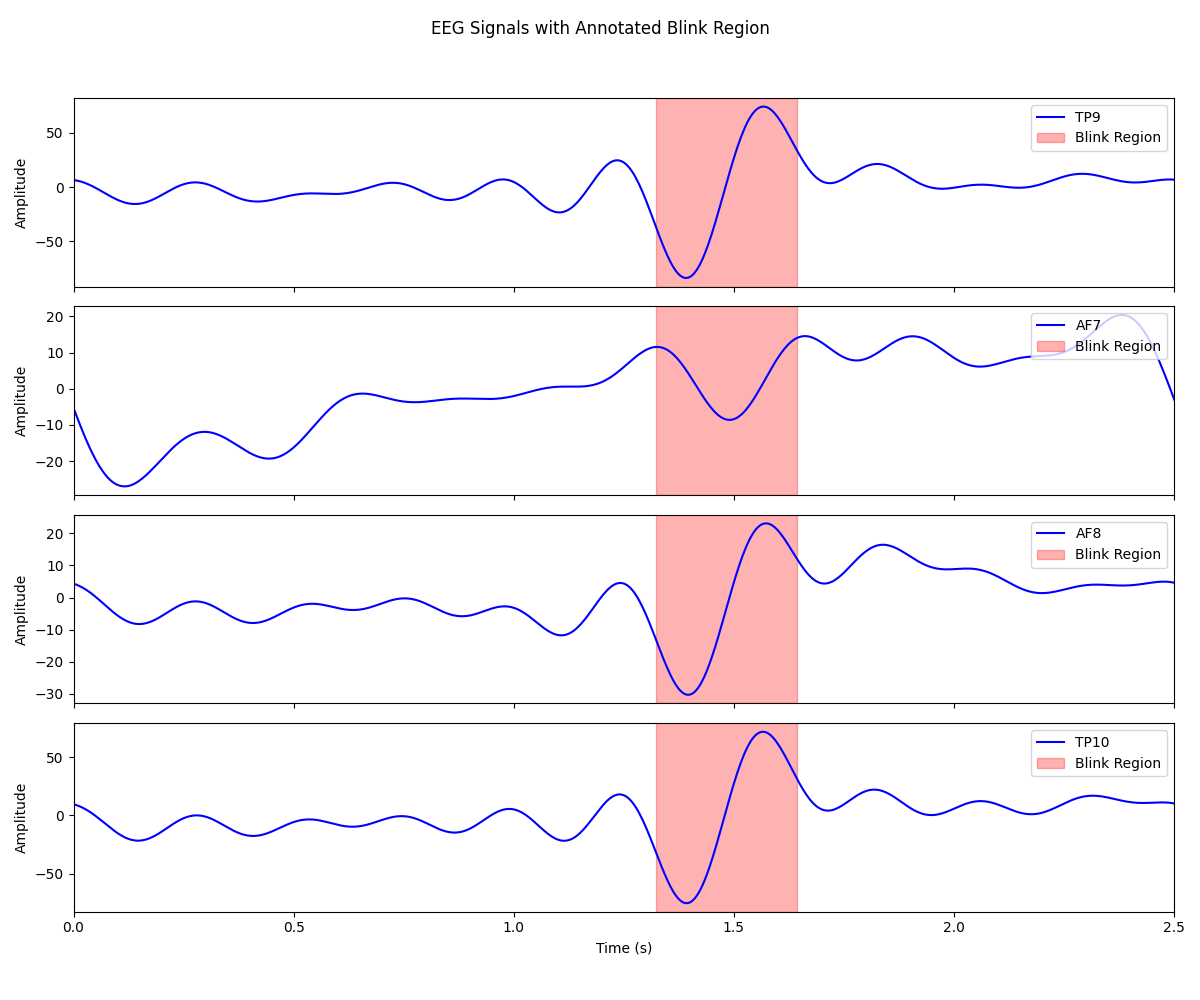 EEG Signals with Annotated Blink Region
TP9
Blink Region
Amplitude
50
0
−50
AF7
Blink Region
Amplitude
20
10
0
−10
−20
AF8
Blink Region
Amplitude
20
10
0
−10
−20
−30
TP10
Blink Region
Amplitude
50
0
−50
0.0 0.5 1.0 1.5 2.0 2.5
Time (s)